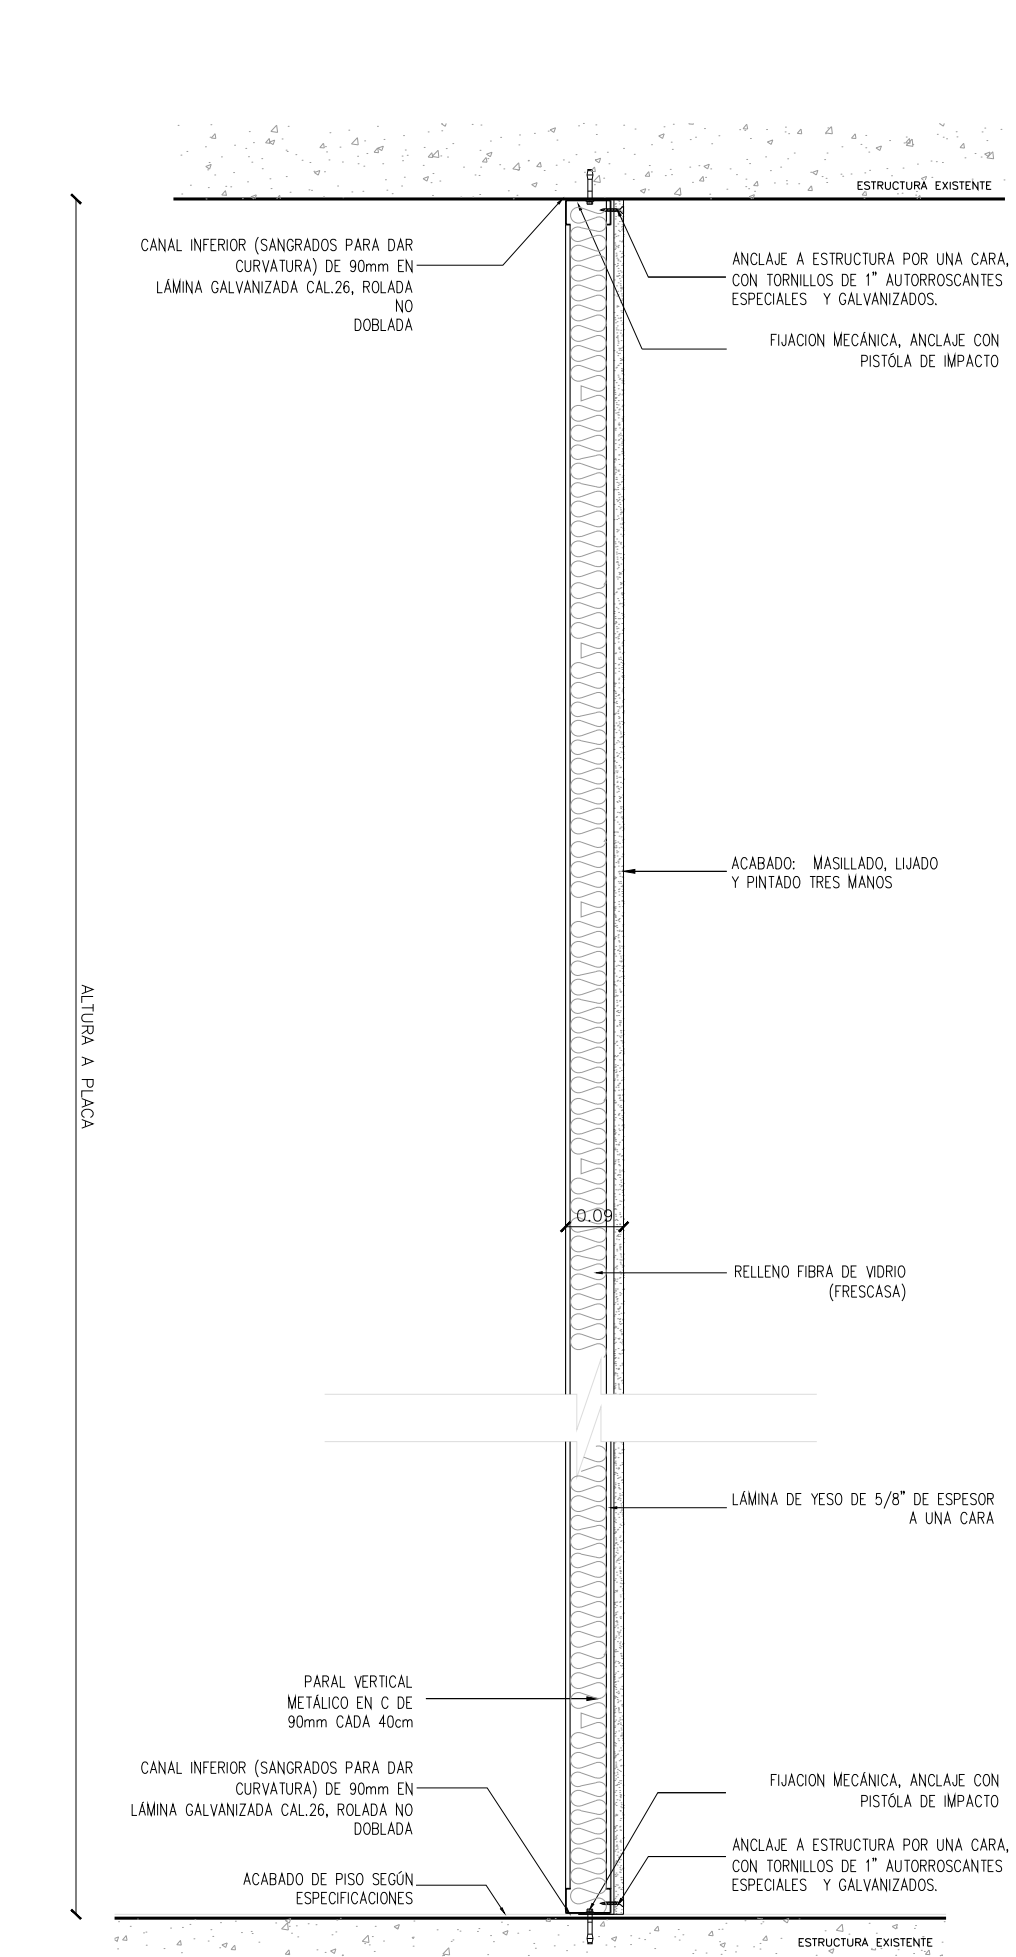 ESTRUCTURA EXISTENTE
CANAL INFERIOR (SANGRADOS PARA DAR
CURVATURA) DE 90mm EN
LÁMINA GALVANIZADA CAL.26, ROLADA
NO
DOBLADA
ANCLAJE A ESTRUCTURA POR UNA CARA,
CON TORNILLOS DE 1" AUTORROSCANTES
ESPECIALES Y GALVANIZADOS.
FIJACION MECÁNICA, ANCLAJE CON
PISTÓLA DE IMPACTO
ACABADO: MASILLADO, LIJADO
Y PINTADO TRES MANOS
ALTURA A PLACA
0.09
RELLENO FIBRA DE VIDRIO
(FRESCASA)
LÁMINA DE YESO DE 5/8" DE ESPESOR
A UNA CARA
PARAL VERTICAL
METÁLICO EN C DE
90mm CADA 40cm
CANAL INFERIOR (SANGRADOS PARA DAR
CURVATURA) DE 90mm EN
LÁMINA GALVANIZADA CAL.26, ROLADA NO
DOBLADA
FIJACION MECÁNICA, ANCLAJE CON
PISTÓLA DE IMPACTO
ANCLAJE A ESTRUCTURA POR UNA CARA,
CON TORNILLOS DE 1" AUTORROSCANTES
ESPECIALES Y GALVANIZADOS.
ACABADO DE PISO SEGÚN
ESPECIFICACIONES
ESTRUCTURA EXISTENTE